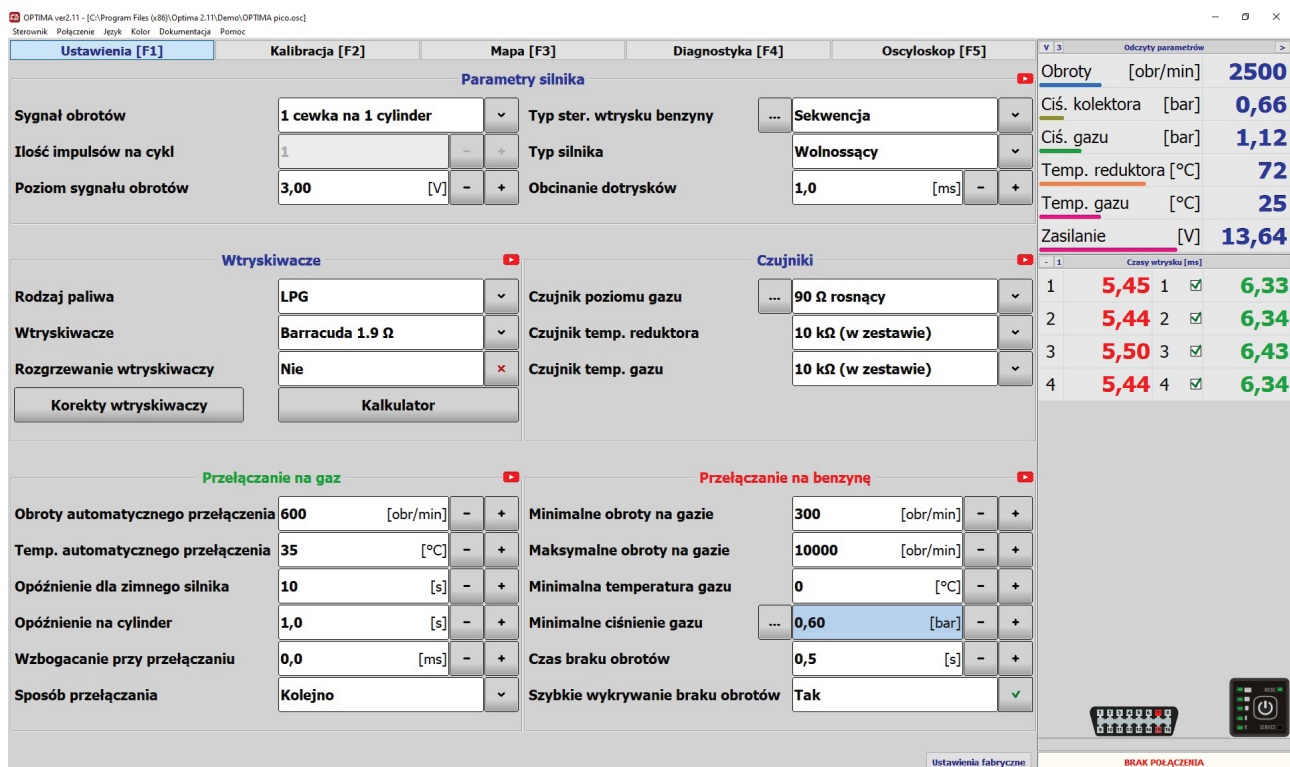 OPTIMA ver2.11 - [C:\Program Files (x86)\Optima 2.11\Demo\OPTIMA pico.osc]
Sterownik Połączenie Język Kolor Dokumentacja Pomoc
Ustawienia [F1] Kalibracja [F2] Mapa [F3] Diagnostyka [F4] Oscyloskop [F5]
Parametry silnika
Sygnał obrotów 1 cewka na 1 cylinder
Ilość impulsów na cykl 1 - +
Poziom sygnału obrotów 3,00 [V] - +
Typ ster. wtrysku benzyny ... Sekwencja
Typ silnika Wolnossący
Obcinanie dotrysków 1,0 [ms] - +
Wtryskiwacze
Rodzaj paliwa LPG
Wtryskiwacze Barracuda 1.9 Ω
Rozgrzewanie wtryskiwaczy Nie
Korekty wtryskiwaczy Kalkulator
Czujniki
Czujnik poziomu gazu ... 90 Ω rosnący
Czujnik temp. reduktora 10 kΩ (w zestawie)
Czujnik temp. gazu 10 kΩ (w zestawie)
Przełączanie na gaz
Obroty automatycznego przełączenia 600 [obr/min] - +
Temp. automatycznego przełączenia 35 [°C] - +
Opóźnienie dla zimnego silnika 10 [s] - +
Opóźnienie na cylinder 1,0 [s] - +
Wzbogacanie przy przełączaniu 0,0 [ms] - +
Sposób przełączania Kolejno
Przełączanie na benzynę
Minimalne obroty na gazie 300 [obr/min] - +
Maksymalne obroty na gazie 10000 [obr/min] - +
Minimalna temperatura gazu 0 [°C] - +
Minimalne ciśnienie gazu ... 0,60 [bar] - +
Czas braku obrotów 0,5 [s] - +
Szybkie wykrywanie braku obrotów Tak
Ustawienia fabryczne
V 3 Odczyty parametrów >
Obroty [obr/min] 2500
Ciś. kolektora [bar] 0,66
Ciś. gazu [bar] 1,12
Temp. reduktora [°C] 72
Temp. gazu [°C] 25
Zasilanie [V] 13,64
- 1 Czasy wtrysku [ms]
1 5,45 1 6,33
2 5,44 2 6,34
3 5,50 3 6,43
4 5,44 4 6,34
BRAK POŁĄCZENIA